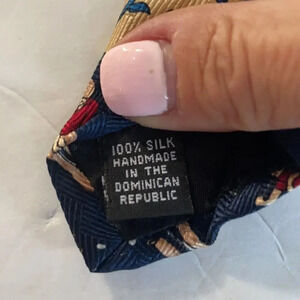 100% SILK
HANDMADE
IN THE
DOMINICAN
REPUBLIC